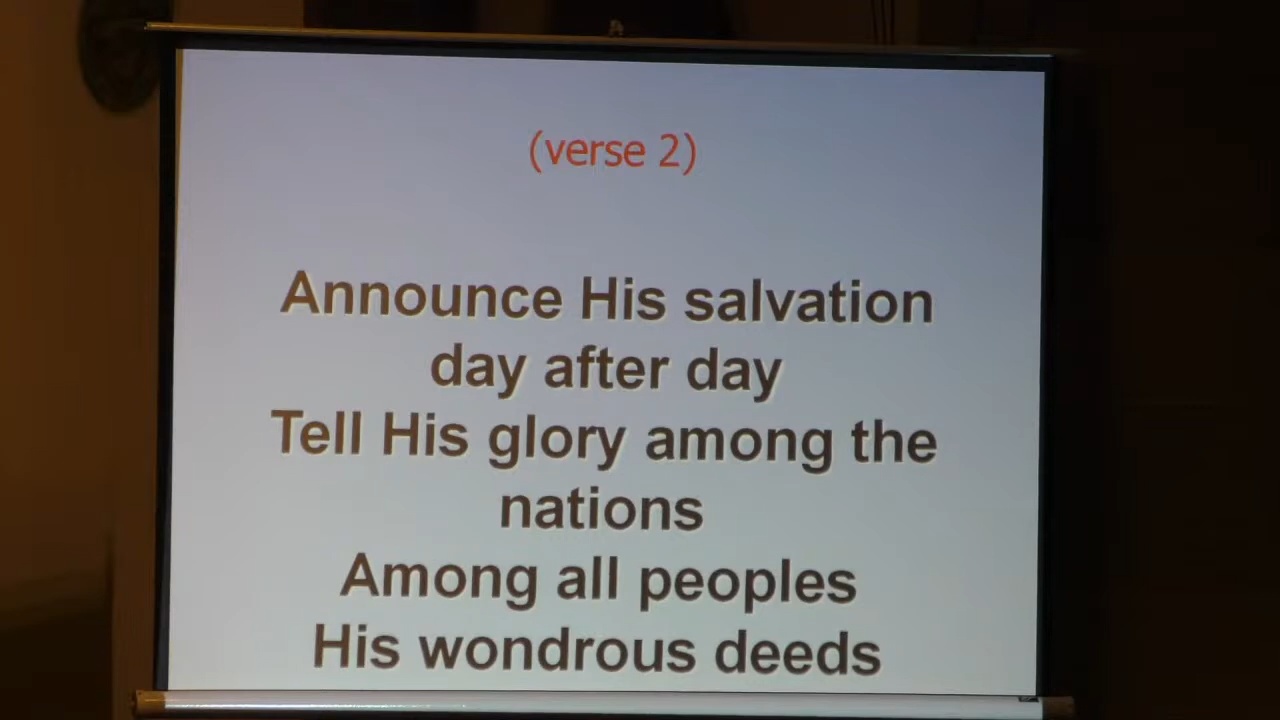 (verse 2)
Announce His salvation
day after day
Tell His glory among the
nations
Among all peoples
His wondrous deeds